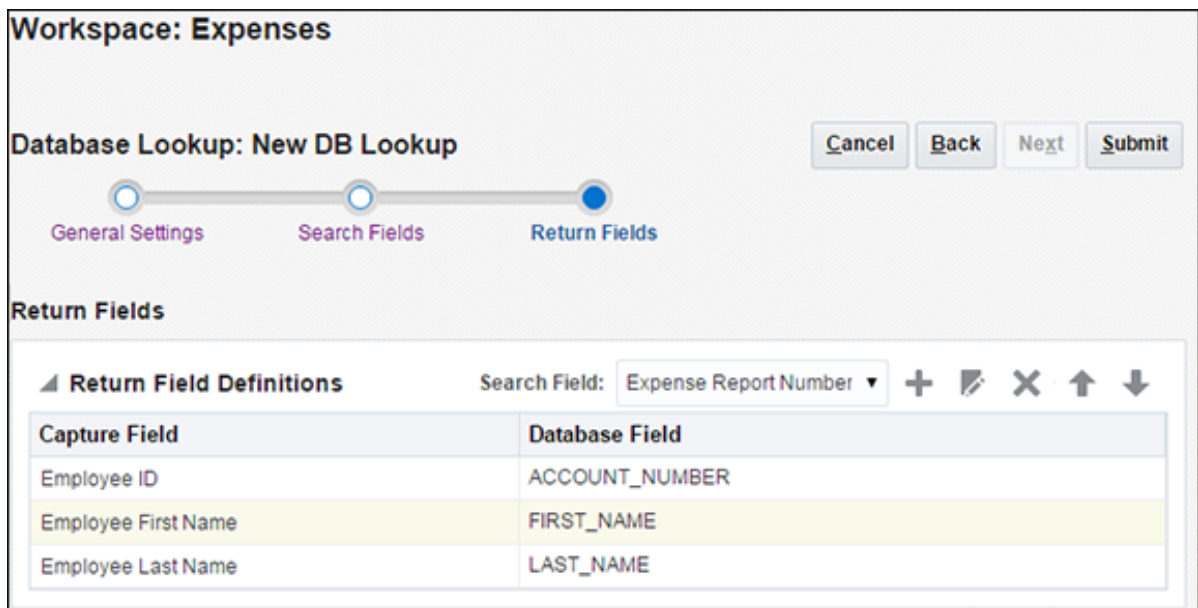 Workspace: Expenses
Database Lookup: New DB Lookup
Cancel Back Next Submit
General Settings Search Fields Return Fields
Return Fields
Return Field Definitions Search Field: Expense Report Number
Capture Field Database Field
Employee ID ACCOUNT_NUMBER
Employee First Name FIRST_NAME
Employee Last Name LAST_NAME